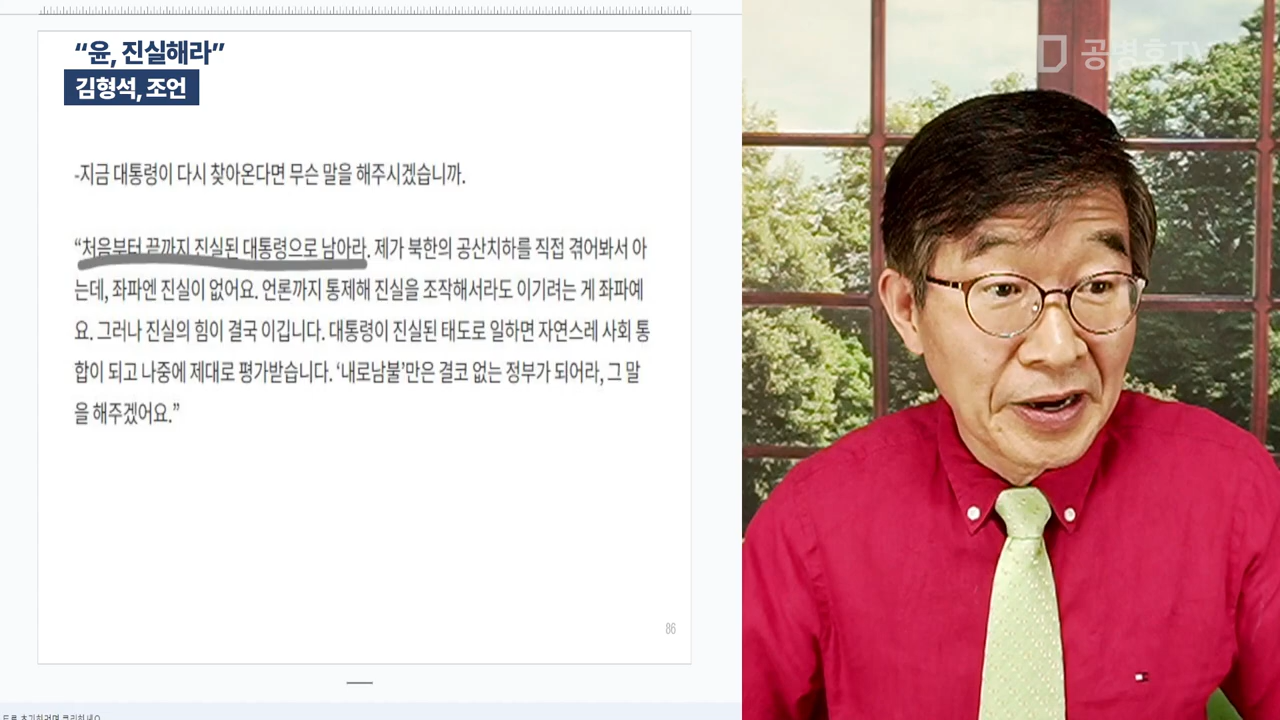 “윤, 진실해라”
김형석, 조언
-지금 대통령이 다시 찾아온다면 무슨 말을 해주시겠습니까.
“처음부터 끝까지 진실된 대통령으로 남아라. 제가 북한의 공산치하를 직접 겪어봐서 아
는데, 좌파엔 진실이 없어요. 언론까지 통제해 진실을 조작해서라도 이기려는 게 좌파예
요. 그러나 진실의 힘이 결국 이깁니다. 대통령이 진실된 태도로 일하면 자연스레 사회 통
합이 되고 나중에 제대로 평가받습니다. ‘내로남불’만은 결코 없는 정부가 되어라, 그 말
을 해주겠어요.”
86
공병호TV